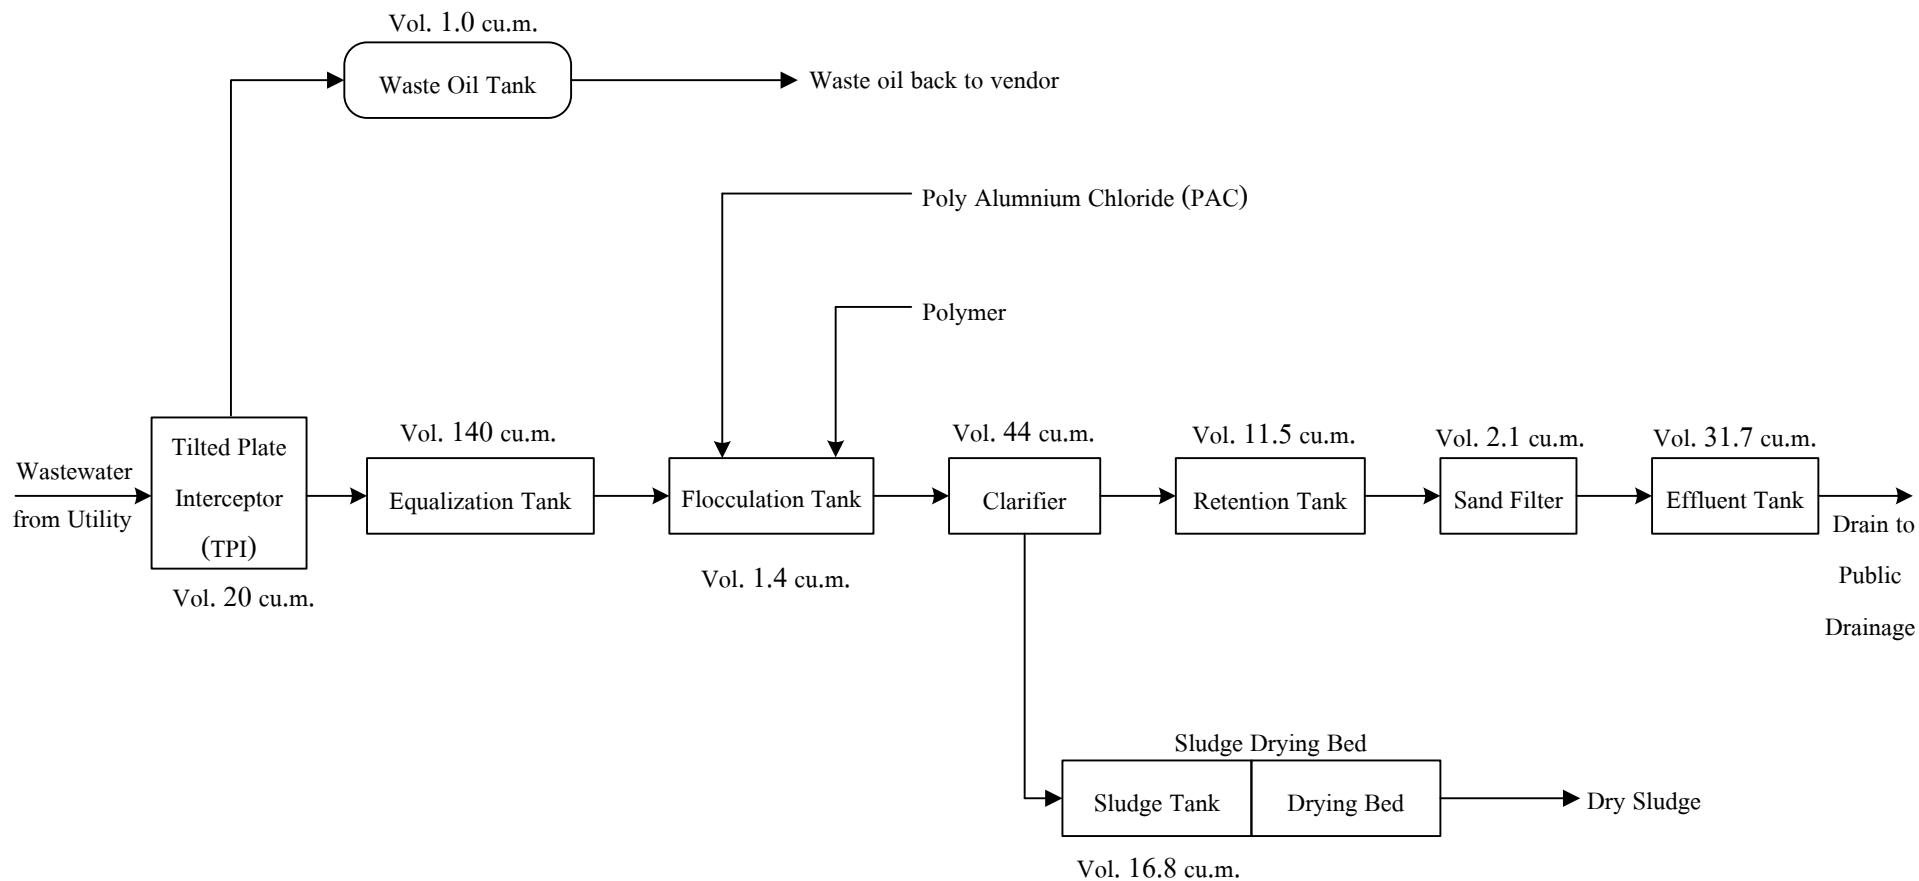 Vol. 1.0 cu.m.
Waste Oil Tank
Waste oil back to vendor
Poly Alumnium Chloride (PAC)
Polymer
Wastewater
from Utility
Tilted Plate
Interceptor
(TPI)
Vol. 20 cu.m.
Vol. 140 cu.m.
Equalization Tank
Flocculation Tank
Vol. 1.4 cu.m.
Vol. 44 cu.m.
Clarifier
Vol. 11.5 cu.m.
Retention Tank
Vol. 2.1 cu.m.
Sand Filter
Vol. 31.7 cu.m.
Effluent Tank
Drain to
Public
Drainage
Sludge Drying Bed
Sludge Tank
Drying Bed
Dry Sludge
Vol. 16.8 cu.m.